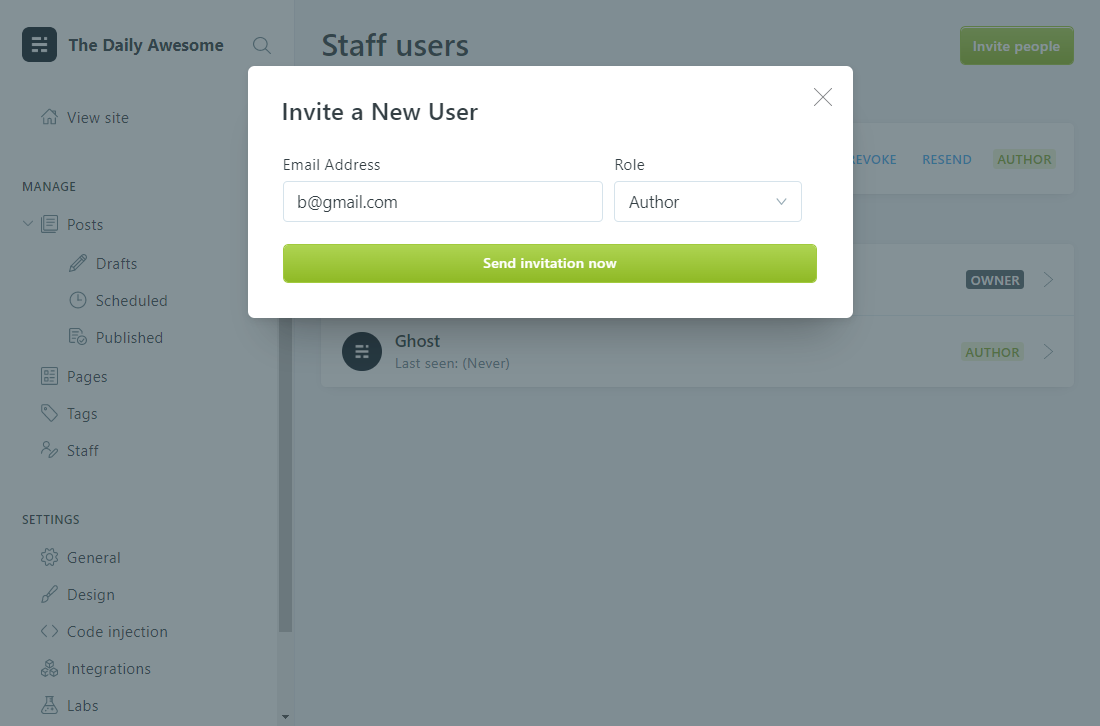 The Daily Awesome
Staff users
Invite people
View site
Invite a New User
Email Address
Role
b@gmail.com
Author
Send invitation now
RESEND
AUTHOR
OWNER
Ghost
Last seen: (Never)
AUTHOR
MANAGE
Posts
Drafts
Scheduled
Published
Pages
Tags
Staff
SETTINGS
General
Design
Code injection
Integrations
Labs